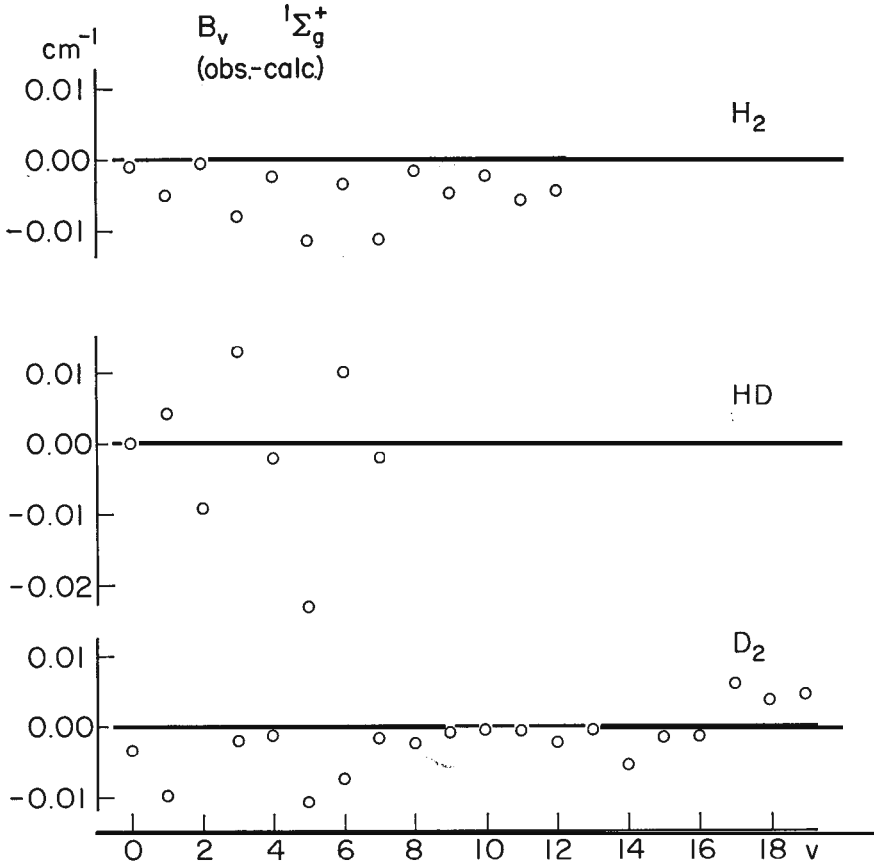 B_v ¹Σ_g⁺
cm⁻¹
(obs.-calc.)
0.01
H₂
0.00
-0.01
0.01
HD
0.00
-0.01
-0.02
D₂
0.01
0.00
-0.01
0 2 4 6 8 10 12 14 16 18 v